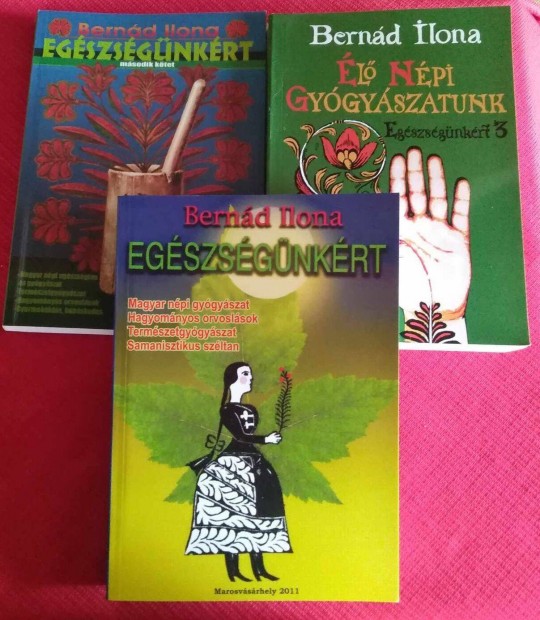 Bernád Ilona
EGÉSZSÉGÜNKÉRT
második kötet
Bernád Ilona
Élő Népi
Gyógyászatunk
Egészségünkért 3
Bernád Ilona
EGÉSZSÉGÜNKÉRT
Magyar népi gyógyászat
Hagyományos orvoslások
Természetgyógyászat
Samanisztikus széltan
Marosvásárhely 2011